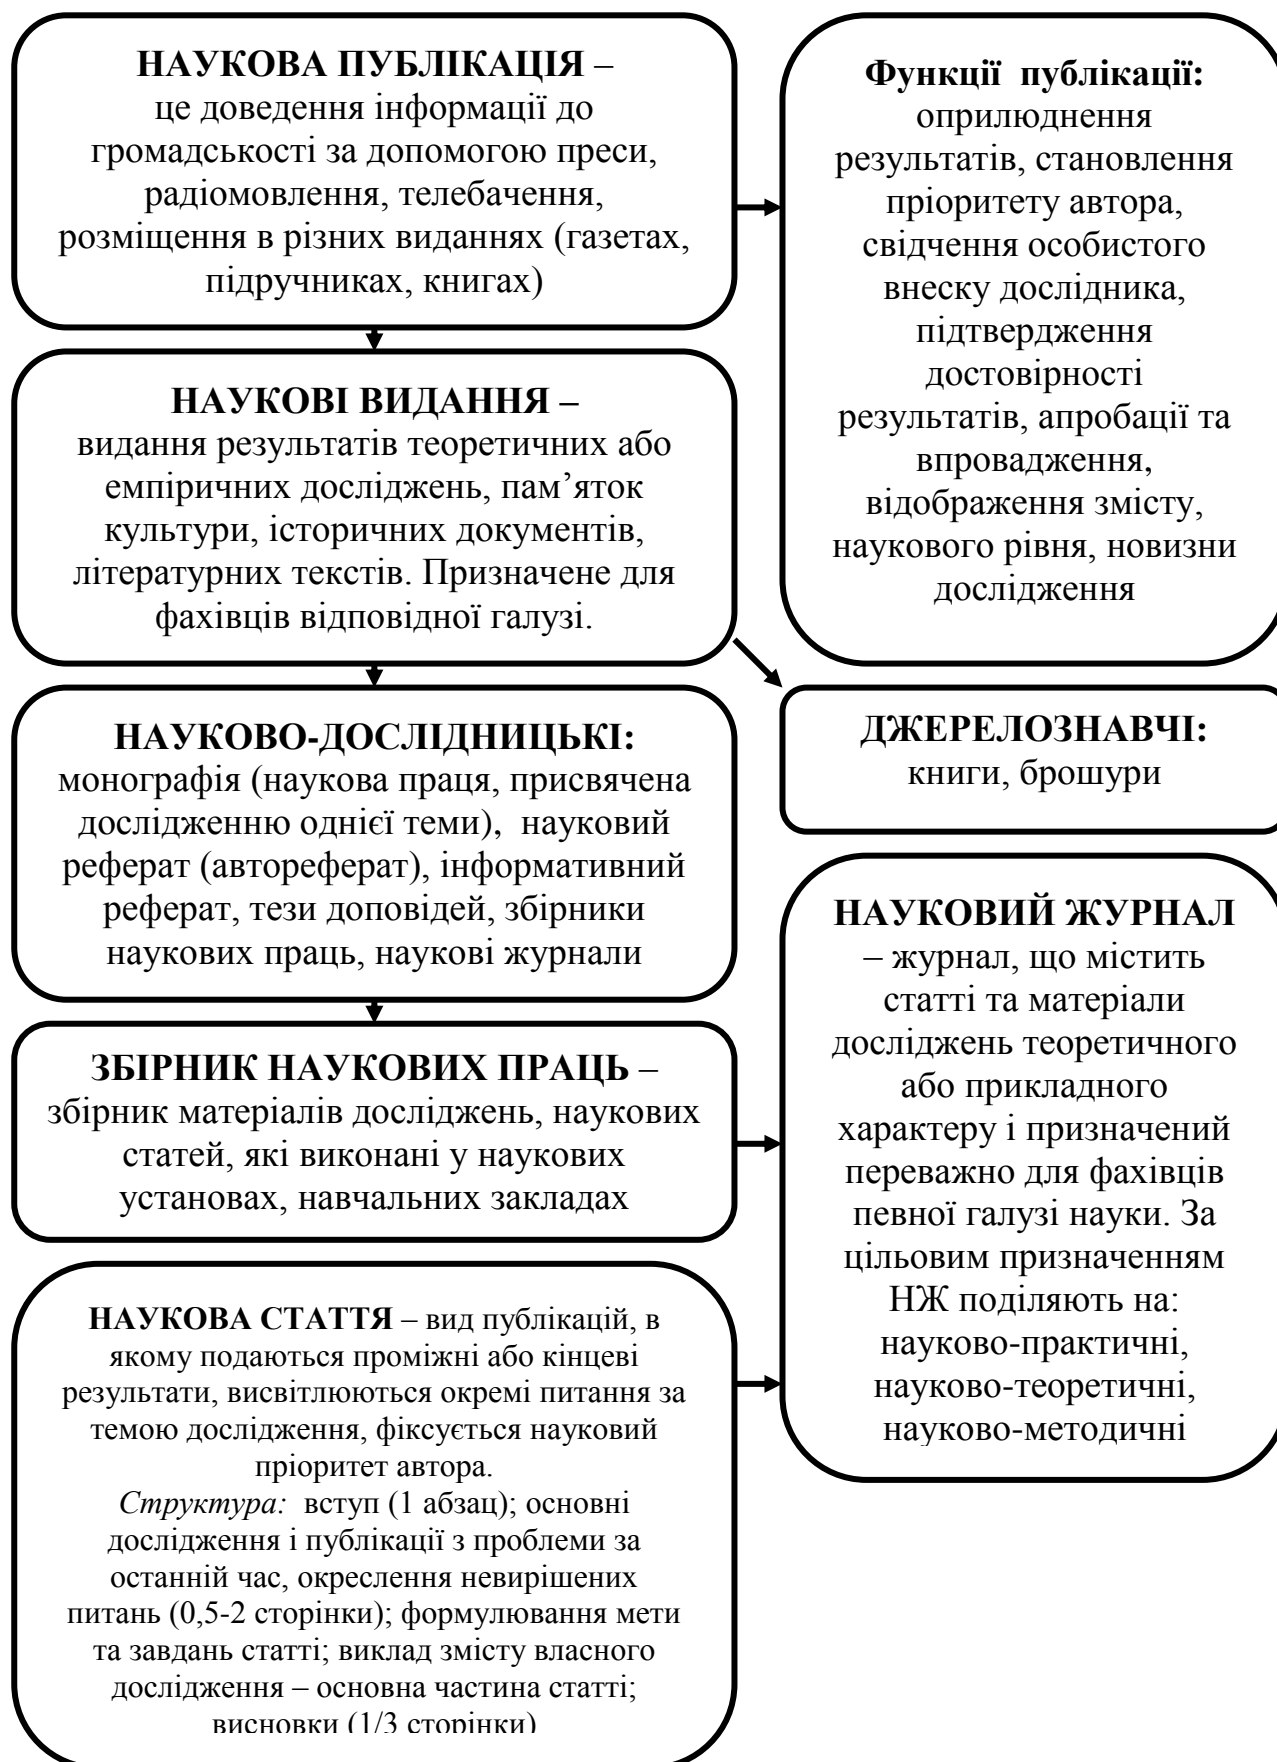 НАУКОВА ПУБЛІКАЦІЯ –
це доведення інформації до
громадськості за допомогою преси,
радіомовлення, телебачення,
розміщення в різних виданнях (газетах,
підручниках, книгах)
Функції публікації:
оприлюднення
результатів, становлення
пріоритету автора,
свідчення особистого
внеску дослідника,
підтвердження
достовірності
результатів, апробації та
впровадження,
відображення змісту,
наукового рівня, новизни
дослідження
НАУКОВІ ВИДАННЯ –
видання результатів теоретичних або
емпіричних досліджень, пам’яток
культури, історичних документів,
літературних текстів. Призначене для
фахівців відповідної галузі.
НАУКОВО-ДОСЛІДНИЦЬКІ:
монографія (наукова праця, присвячена
дослідженню однієї теми), науковий
реферат (автореферат), інформативний
реферат, тези доповідей, збірники
наукових праць, наукові журнали
ДЖЕРЕЛОЗНАВЧІ:
книги, брошури
ЗБІРНИК НАУКОВИХ ПРАЦЬ –
збірник матеріалів досліджень, наукових
статей, які виконані у наукових
установах, навчальних закладах
НАУКОВИЙ ЖУРНАЛ
– журнал, що містить
статті та матеріали
досліджень теоретичного
або прикладного
характеру і призначений
переважно для фахівців
певної галузі науки. За
цільовим призначенням
НЖ поділяють на:
науково-практичні,
науково-теоретичні,
науково-методичні
НАУКОВА СТАТТЯ – вид публікацій, в
якому подаються проміжні або кінцеві
результати, висвітлюються окремі питання за
темою дослідження, фіксується науковий
пріоритет автора.
Структура: вступ (1 абзац); основні
дослідження і публікації з проблеми за
останній час, окреслення невирішених
питань (0,5-2 сторінки); формулювання мети
та завдань статті; виклад змісту власного
дослідження – основна частина статті;
висновки (1/3 сторінки)